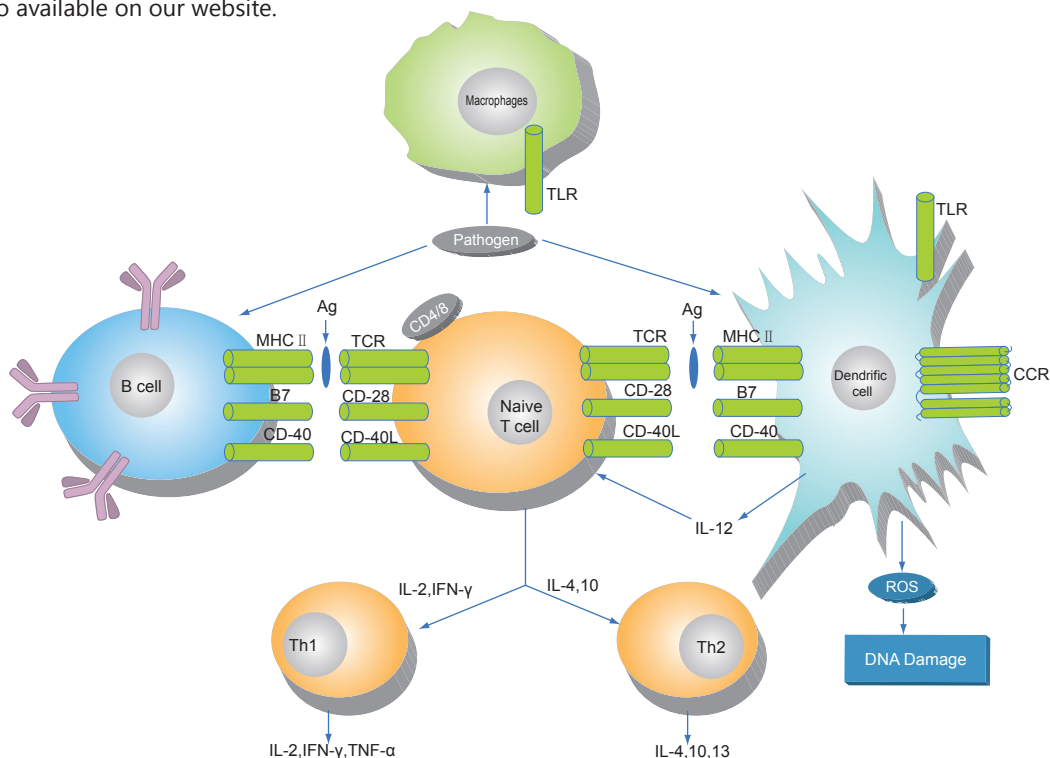 o available on our website.
Macrophages
TLR
Pathogen
TLR
CD4/8
Ag
Ag
MHC Ⅱ
TCR
TCR
MHC Ⅱ
B cell
Dendrific
cell
CCR
B7
CD-28
Naive
T cell
CD-28
B7
CD-40
CD-40L
CD-40L
CD-40
IL-12
IL-2,IFN-γ
IL-4,10
ROS
Th1
Th2
DNA Damage
IL-2,IFN-γ,TNF-α
IL-4,10,13